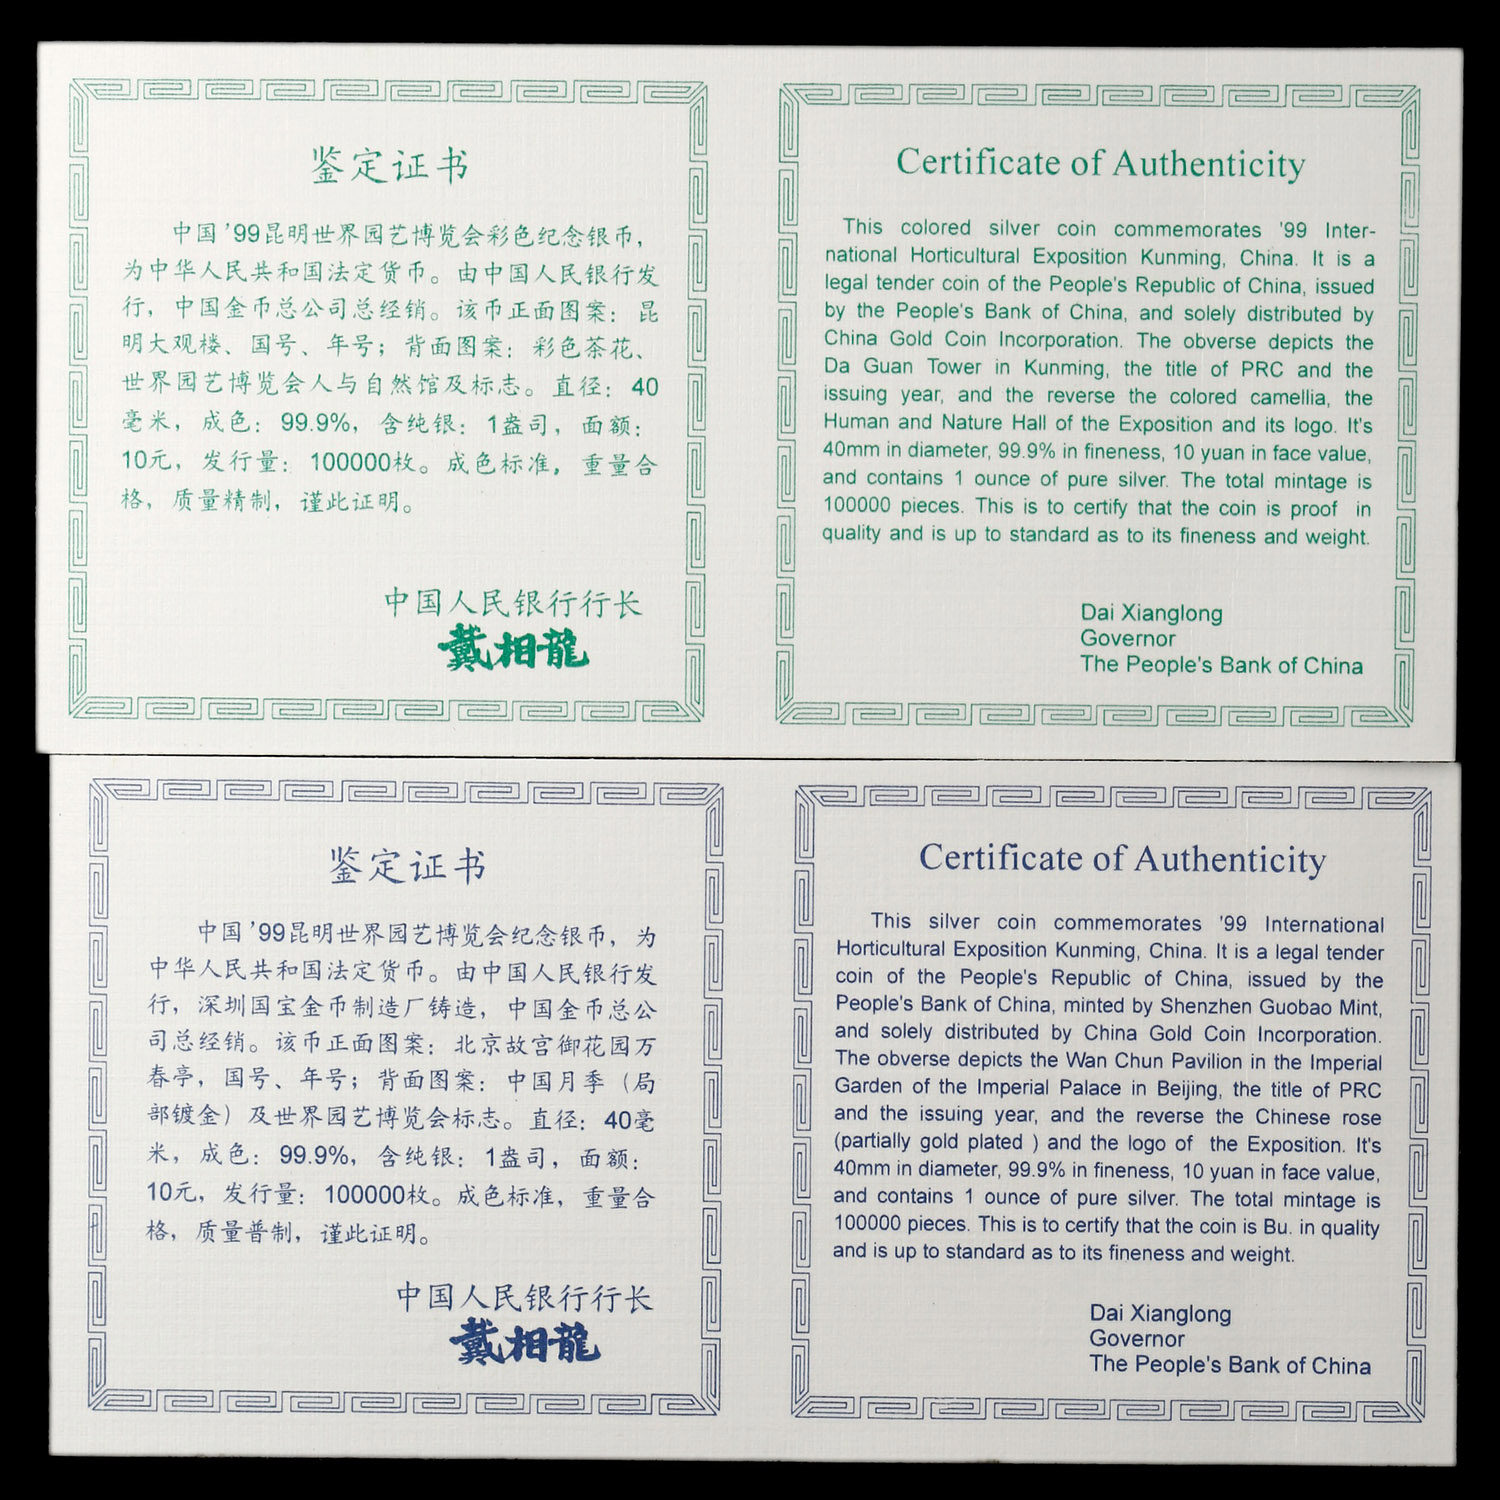 鉴定证书
中国’99昆明世界园艺博览会彩色纪念银币，
为中华人民共和国法定货币。由中国人民银行发
行，中国金币总公司总经销。该币正面图案：昆
明大观楼、国号、年号；背面图案：彩色茶花、
世界园艺博览会人与自然馆及标志。直径：40
毫米，成色：99.9%，含纯银：1盎司，面额：
10元，发行量：100000枚。成色标准，重量合
格，质量精制，谨此证明。
中国人民银行行长
戴相龍
Certificate of Authenticity
This colored silver coin commemorates '99 Inter-
national Horticultural Exposition Kunming, China. It is a
legal tender coin of the People's Republic of China, issued
by the People's Bank of China, and solely distributed by
China Gold Coin Incorporation. The obverse depicts the
Da Guan Tower in Kunming, the title of PRC and the
issuing year, and the reverse the colored camellia, the
Human and Nature Hall of the Exposition and its logo. It's
40mm in diameter, 99.9% in fineness, 10 yuan in face value,
and contains 1 ounce of pure silver. The total mintage is
100000 pieces. This is to certify that the coin is proof in
quality and is up to standard as to its fineness and weight.
Dai Xianglong
Governor
The People's Bank of China
鉴定证书
中国’99昆明世界园艺博览会纪念银币，为
中华人民共和国法定货币。由中国人民银行发
行，深圳国宝金币制造厂铸造，中国金币总公
司总经销。该币正面图案：北京故宫御花园万
春亭，国号、年号；背面图案：中国月季（局
部镀金）及世界园艺博览会标志。直径：40毫
米，成色：99.9%，含纯银：1盎司，面额：
10元，发行量：100000枚。成色标准，重量合
格，质量普制，谨此证明。
中国人民银行行长
戴相龍
Certificate of Authenticity
This silver coin commemorates '99 International
Horticultural Exposition Kunming, China. It is a legal tender
coin of the People's Republic of China, issued by the
People's Bank of China, minted by Shenzhen Guobao Mint,
and solely distributed by China Gold Coin Incorporation.
The obverse depicts the Wan Chun Pavilion in the Imperial
Garden of the Imperial Palace in Beijing, the title of PRC
and the issuing year, and the reverse the Chinese rose
(partially gold plated ) and the logo of the Exposition. It's
40mm in diameter, 99.9% in fineness, 10 yuan in face value,
and contains 1 ounce of pure silver. The total mintage is
100000 pieces. This is to certify that the coin is Bu. in quality
and is up to standard as to its fineness and weight.
Dai Xianglong
Governor
The People's Bank of China